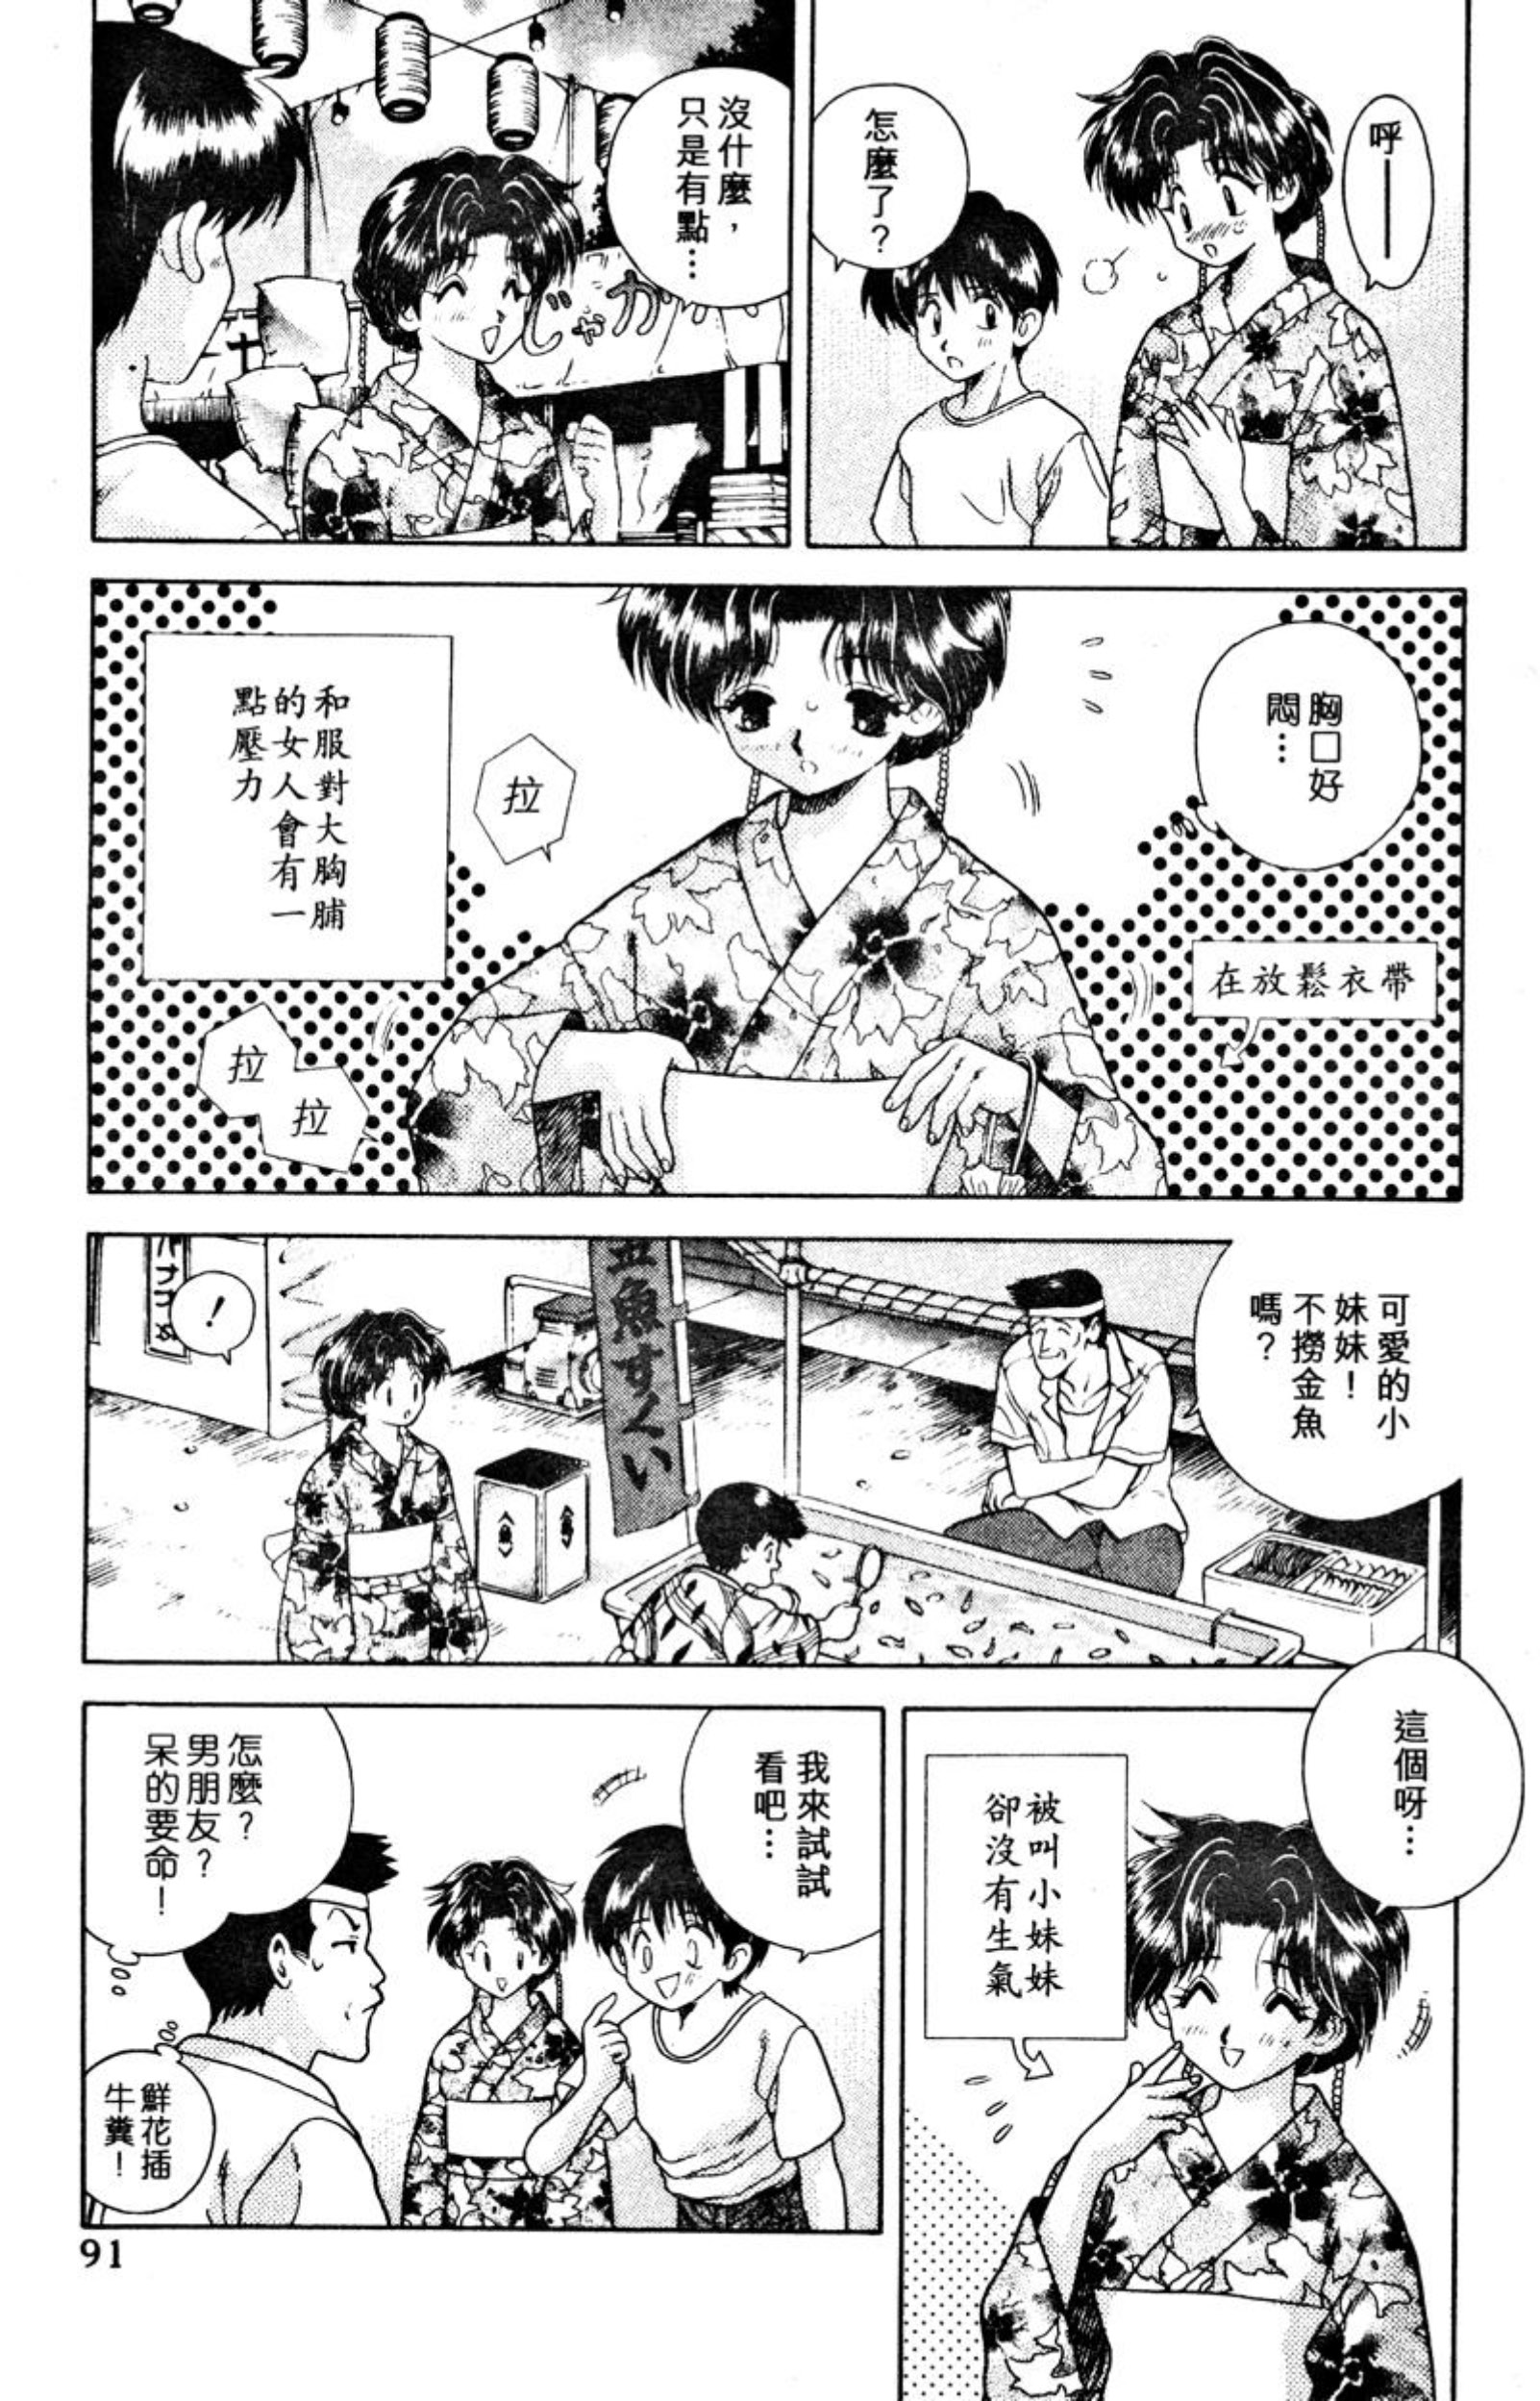 呼──
怎麼了？
沒什麼，
只是有點…
じゃが
胸口好
悶…
在放鬆衣帶
拉
和服對大胸脯
的女人會有一
點壓力
拉
拉
可愛的小
妹妹！
不撈金魚
嗎？
魚すくい
！
這個呀…
被叫小妹妹
卻沒有生氣
我來試試
看吧…
怎麼？
男朋友？
呆的要命！
鮮花插
牛糞！
91